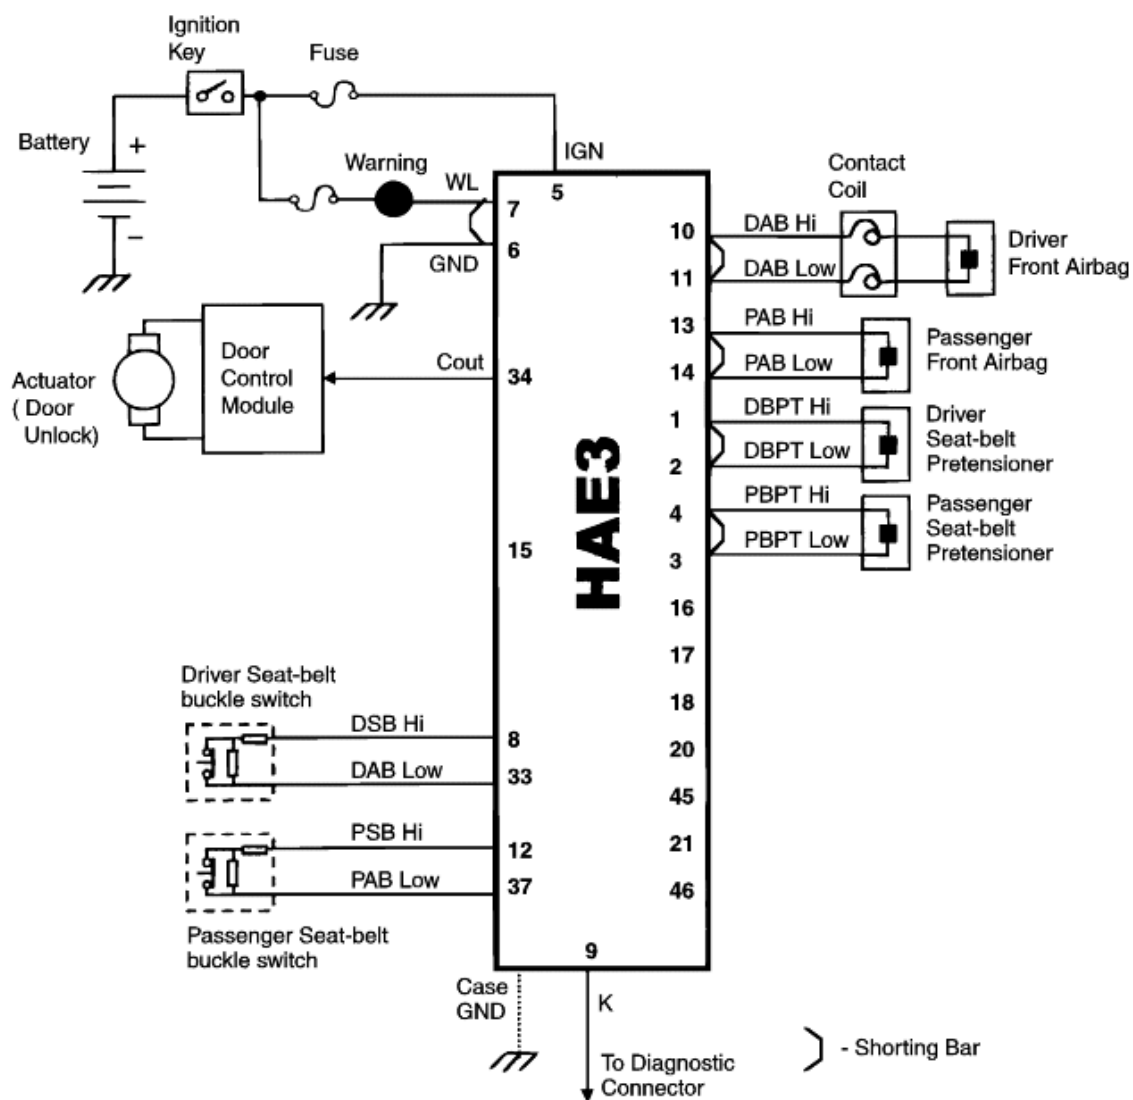 Ignition
Key
Fuse
Battery
+
−
Warning
WL
IGN
5
7
6
GND
Contact
Coil
10
DAB Hi
11
DAB Low
Driver
Front Airbag
13
PAB Hi
14
PAB Low
Passenger
Front Airbag
Actuator
( Door
Unlock)
Door
Control
Module
Cout
34
1
DBPT Hi
2
DBPT Low
Driver
Seat-belt
Pretensioner
4
PBPT Hi
3
PBPT Low
Passenger
Seat-belt
Pretensioner
HAE3
15
16
17
18
20
45
21
46
Driver Seat-belt
buckle switch
DSB Hi
8
DAB Low
33
PSB Hi
12
PAB Low
37
Passenger Seat-belt
buckle switch
9
Case
GND
K
To Diagnostic
Connector
- Shorting Bar